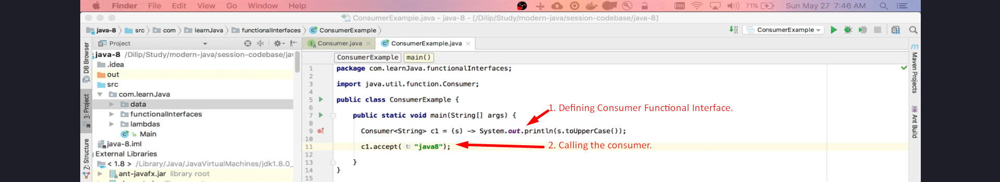 Finder File Edit View Go Window Help 71% Sun May 27 7:46 AM
ConsumerExample.java - java-8 - [/Dilip/Study/modern-java/session-codebase/java-8]
java-8 src com learnJava functionalInterfaces ConsumerExample ConsumerExample
Project Consumer.java ConsumerExample.java
java-8 /Dilip/Study/modern-java/session-codebase/jav
ConsumerExample main()
.idea
out
src
com.learnJava
data
functionalInterfaces
lambdas
Main
java-8.iml
External Libraries
< 1.8 > /Library/Java/JavaVirtualMachines/jdk1.8.0_
ant-javafx.jar library root
DB Browser
1: Project
Z: Structure
1 package com.learnJava.functionalInterfaces;
2
3 import java.util.function.Consumer;
4
5 public class ConsumerExample {
6
7 public static void main(String[] args) {
8
9 Consumer<String> c1 = (s) -> System.out.println(s.toUpperCase());
10
11 c1.accept( t: "java8");
12
13 }
14 }
15
1. Defining Consumer Functional Interface.
2. Calling the consumer.
m Maven Projects
Ant Build